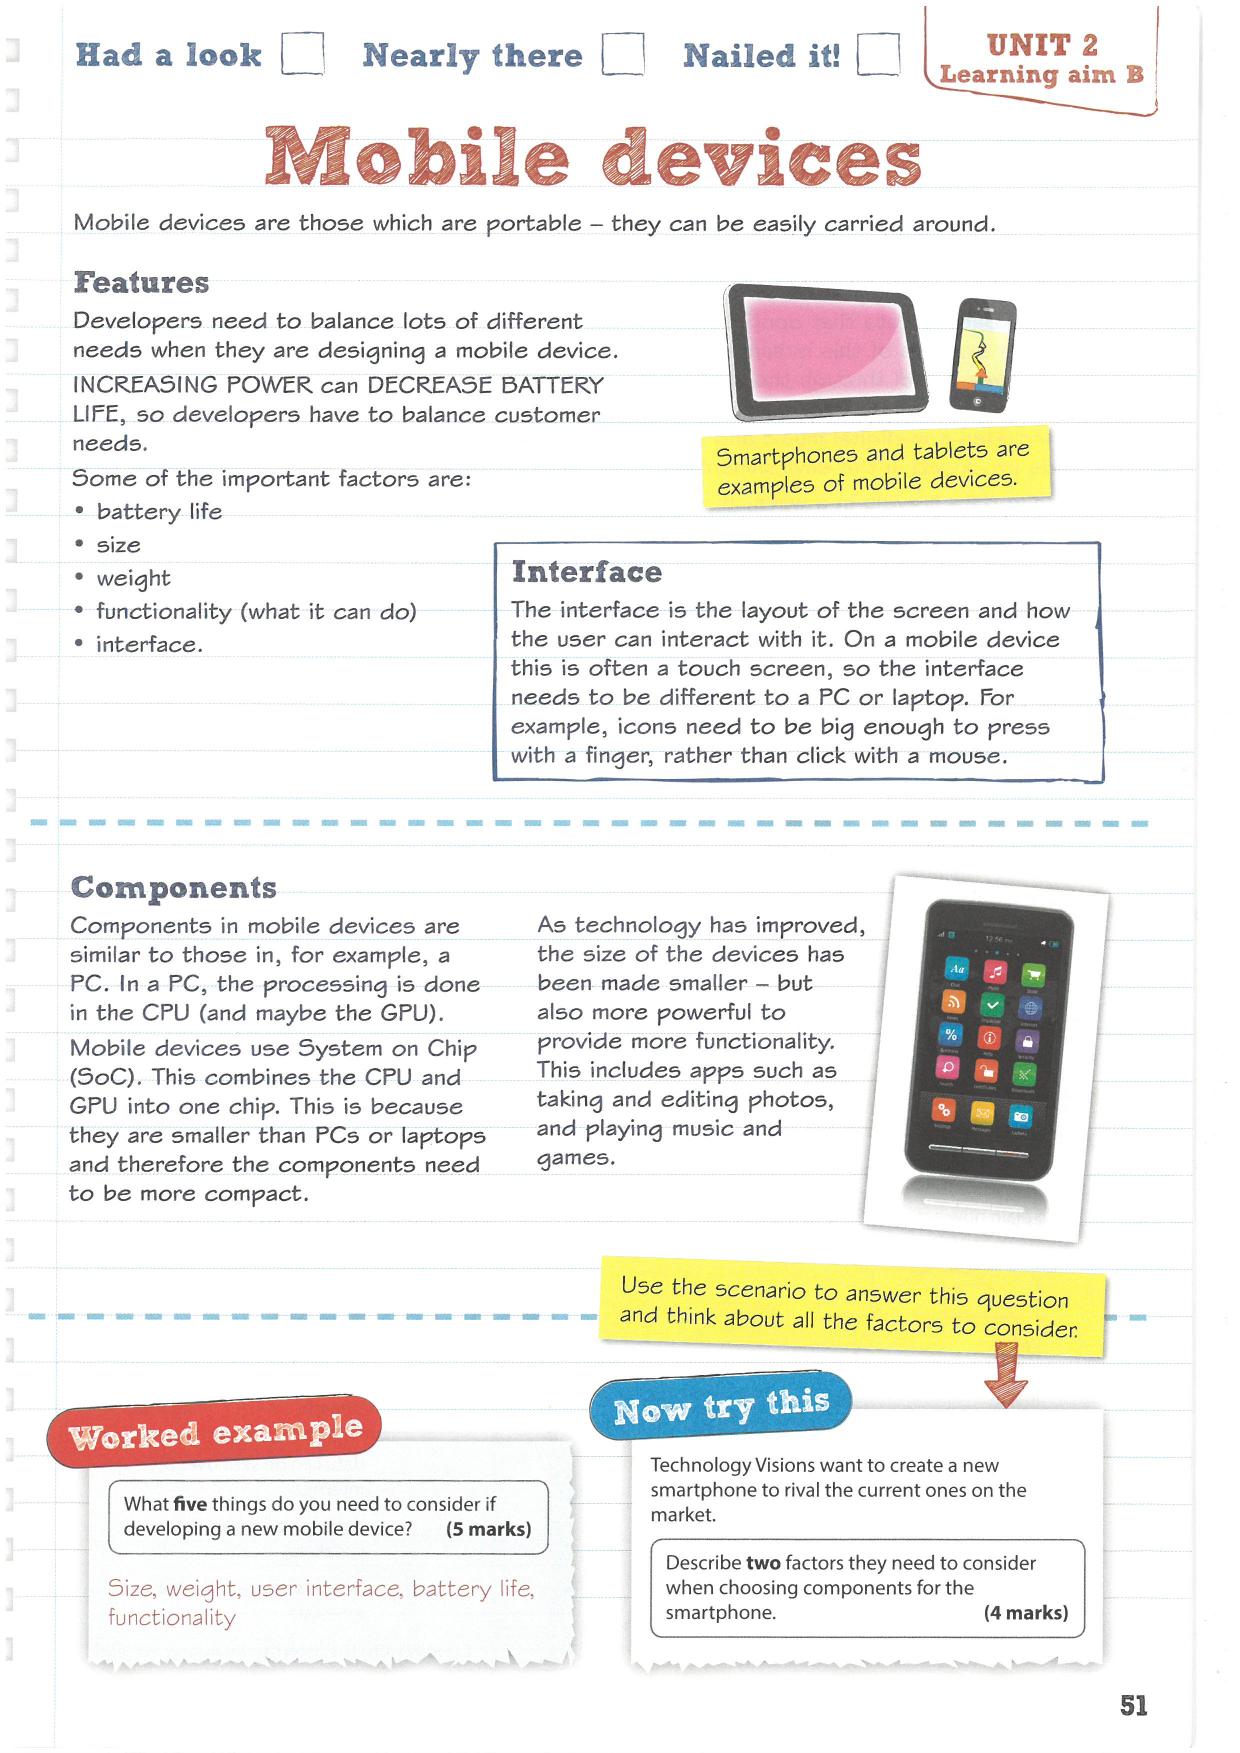 Had a look
Nearly there
Nailed it!
UNIT 2
Learning aim B
Mobile devices
Mobile devices are those which are portable – they can be easily carried around.
Features
Developers need to balance lots of different
needs when they are designing a mobile device.
INCREASING POWER can DECREASE BATTERY
LIFE, so developers have to balance customer
needs.
Some of the important factors are:
• battery life
• size
• weight
• functionality (what it can do)
• interface.
Smartphones and tablets are
examples of mobile devices.
Interface
The interface is the layout of the screen and how
the user can interact with it. On a mobile device
this is often a touch screen, so the interface
needs to be different to a PC or laptop. For
example, icons need to be big enough to press
with a finger, rather than click with a mouse.
Components
Components in mobile devices are
similar to those in, for example, a
PC. In a PC, the processing is done
in the CPU (and maybe the GPU).
Mobile devices use System on Chip
(SoC). This combines the CPU and
GPU into one chip. This is because
they are smaller than PCs or laptops
and therefore the components need
to be more compact.
As technology has improved,
the size of the devices has
been made smaller – but
also more powerful to
provide more functionality.
This includes apps such as
taking and editing photos,
and playing music and
games.
12:56
Aa
%
Use the scenario to answer this question
and think about all the factors to consider.
Worked example
What five things do you need to consider if
developing a new mobile device? (5 marks)
Size, weight, user interface, battery life,
functionality
Now try this
Technology Visions want to create a new
smartphone to rival the current ones on the
market.
Describe two factors they need to consider
when choosing components for the
smartphone. (4 marks)
51